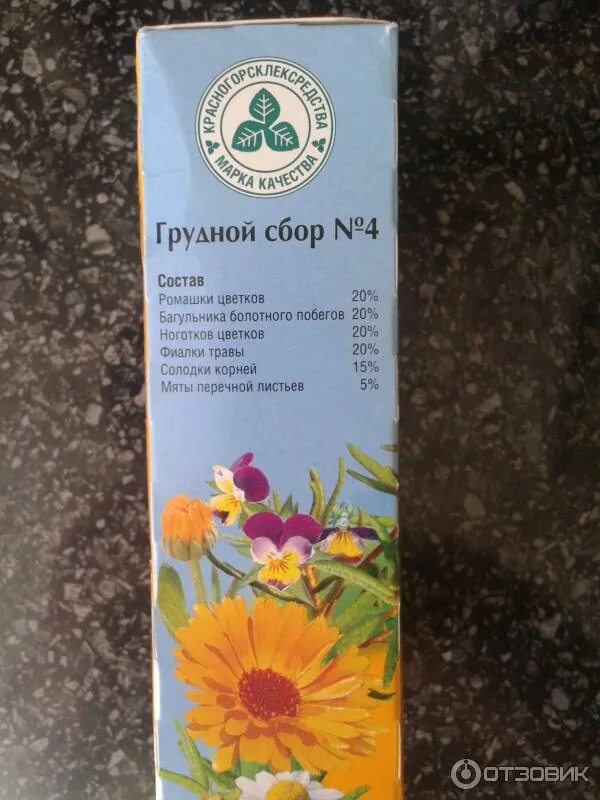 КРАСНОГОРСКЛЕКСРЕДСТВА
МАРКА КАЧЕСТВА
Грудной сбор №4
Состав
Ромашки цветков 20%
Багульника болотного побегов 20%
Ноготков цветков 20%
Фиалки травы 20%
Солодки корней 15%
Мяты перечной листьев 5%
ОТЗОВИК